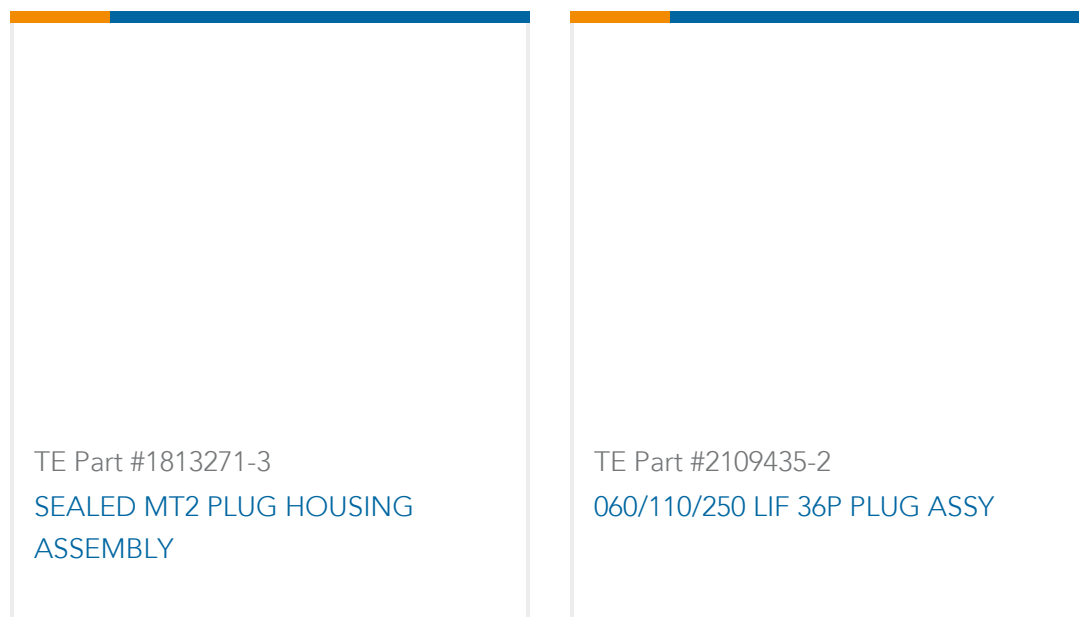 TE Part #1813271-3
SEALED MT2 PLUG HOUSING
ASSEMBLY
TE Part #2109435-2
060/110/250 LIF 36P PLUG ASSY